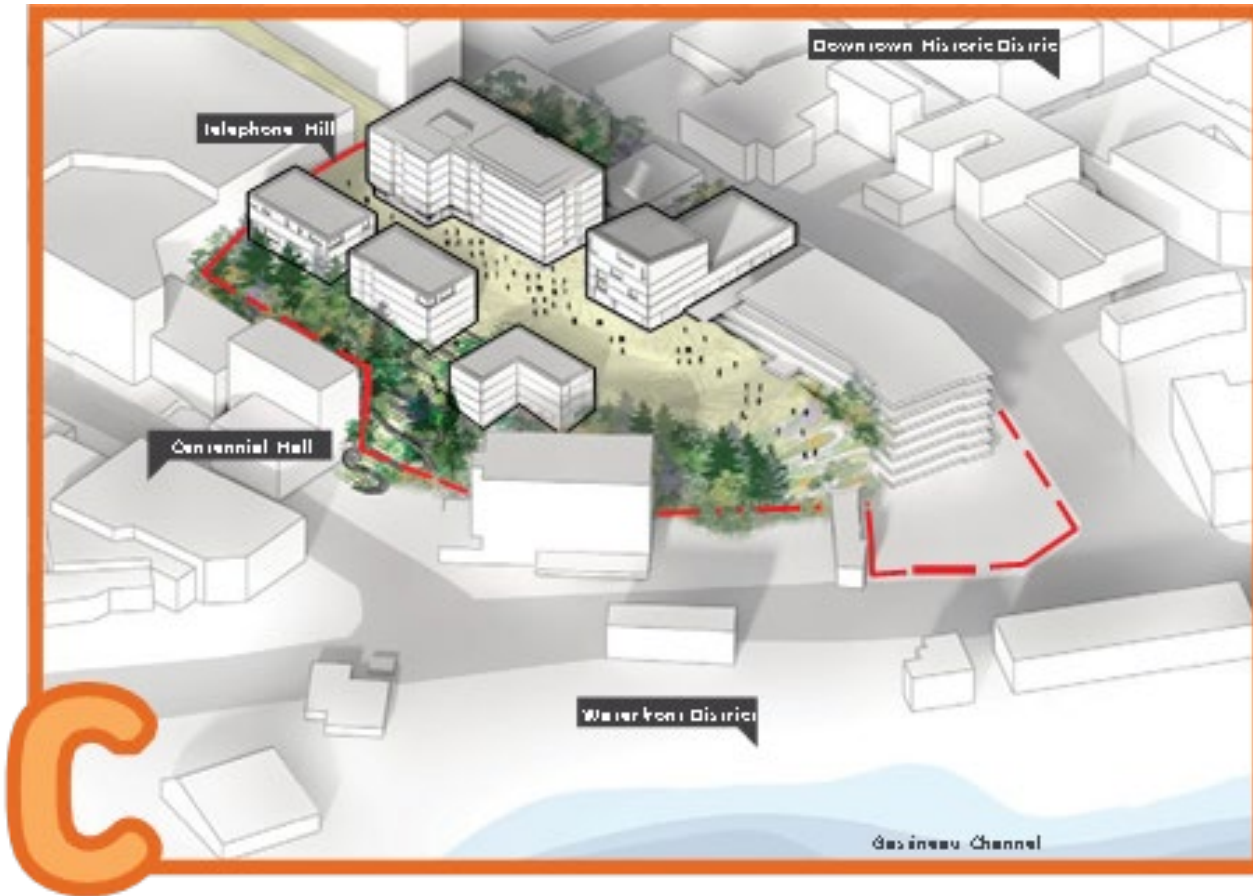 Downtown Historic District
Telephone Hill
Centennial Hall
Waterfront District
Gastineau Channel
C